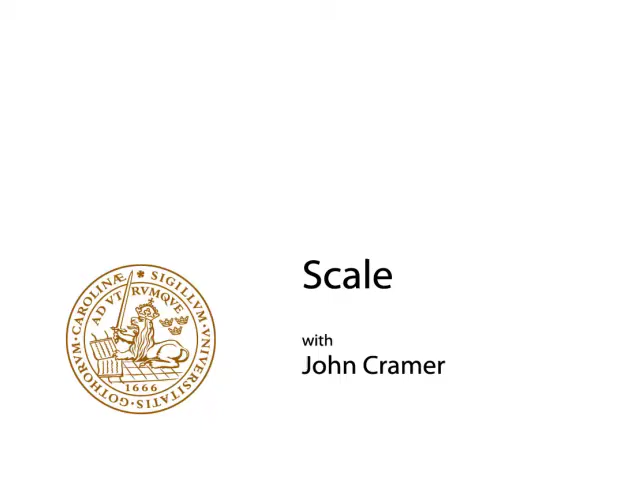 SIGILLVM·VNIVERSITATIS·GOTHORVM·CAROLINÆ
AD VTRVMQVE
1666
Scale
with
John Cramer